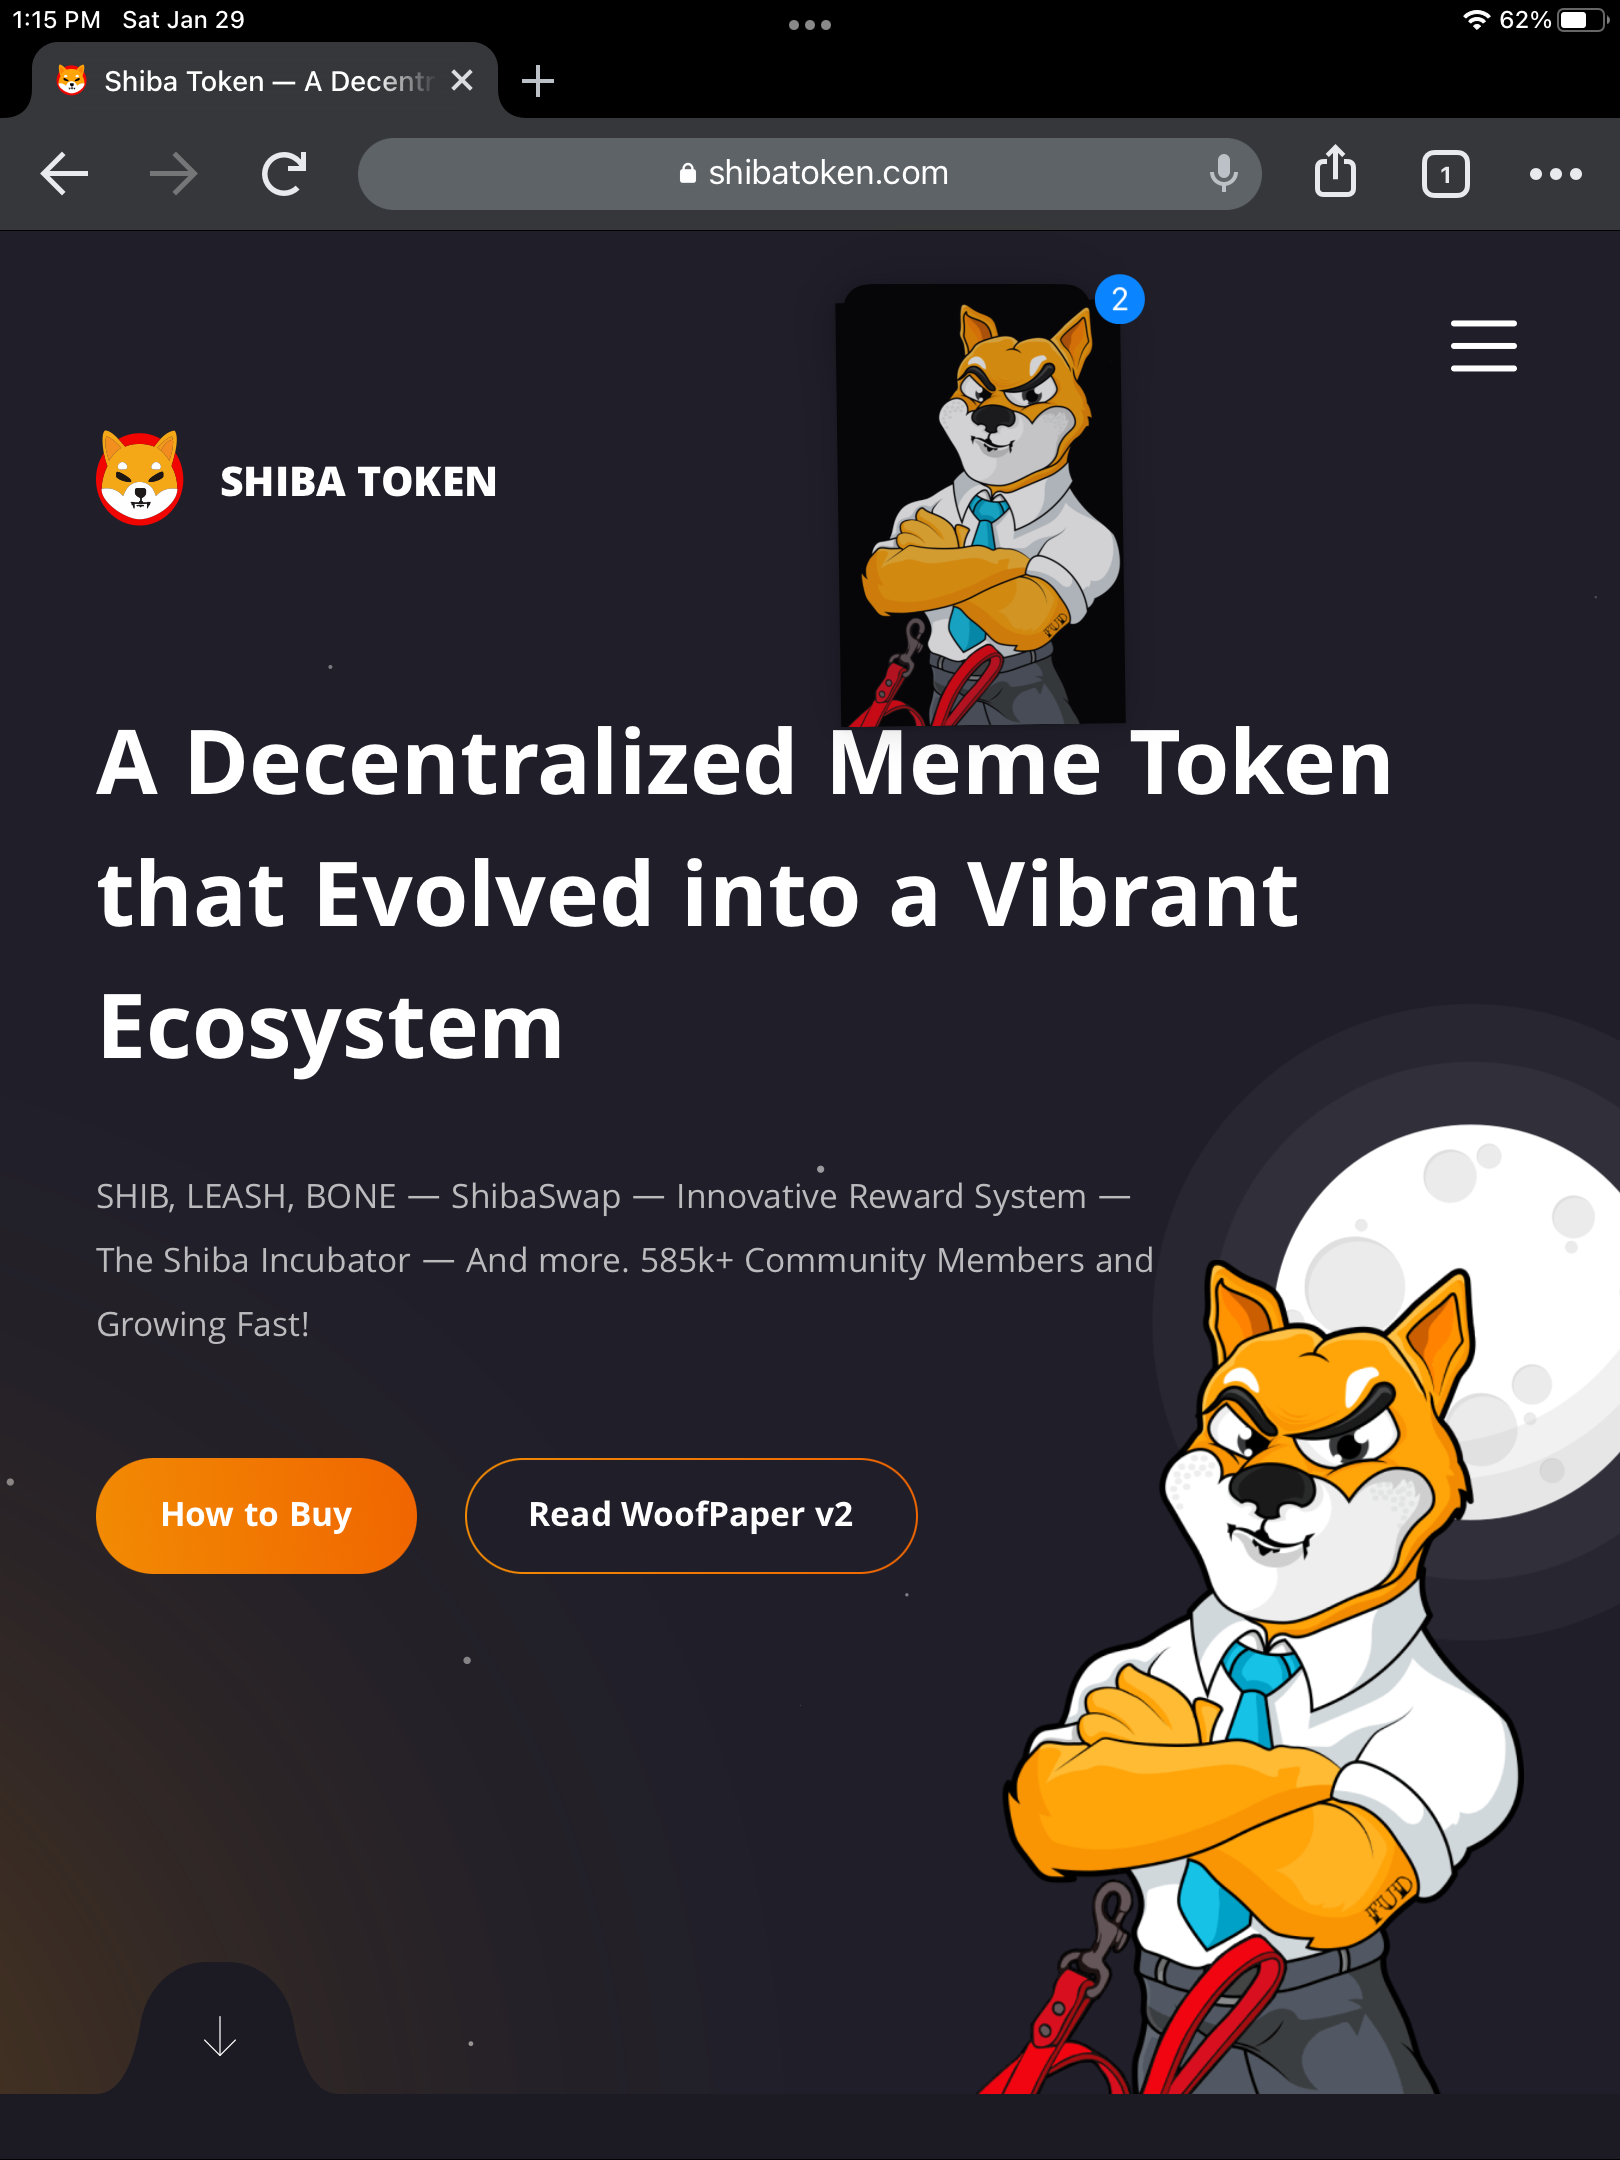 1:15 PM Sat Jan 29
62%
Shiba Token — A Decentr
shibatoken.com
1
2
SHIBA TOKEN
FUD
A Decentralized Meme Token
that Evolved into a Vibrant
Ecosystem
SHIB, LEASH, BONE — ShibaSwap — Innovative Reward System —
The Shiba Incubator — And more. 585k+ Community Members and
Growing Fast!
How to Buy
Read WoofPaper v2
FUD